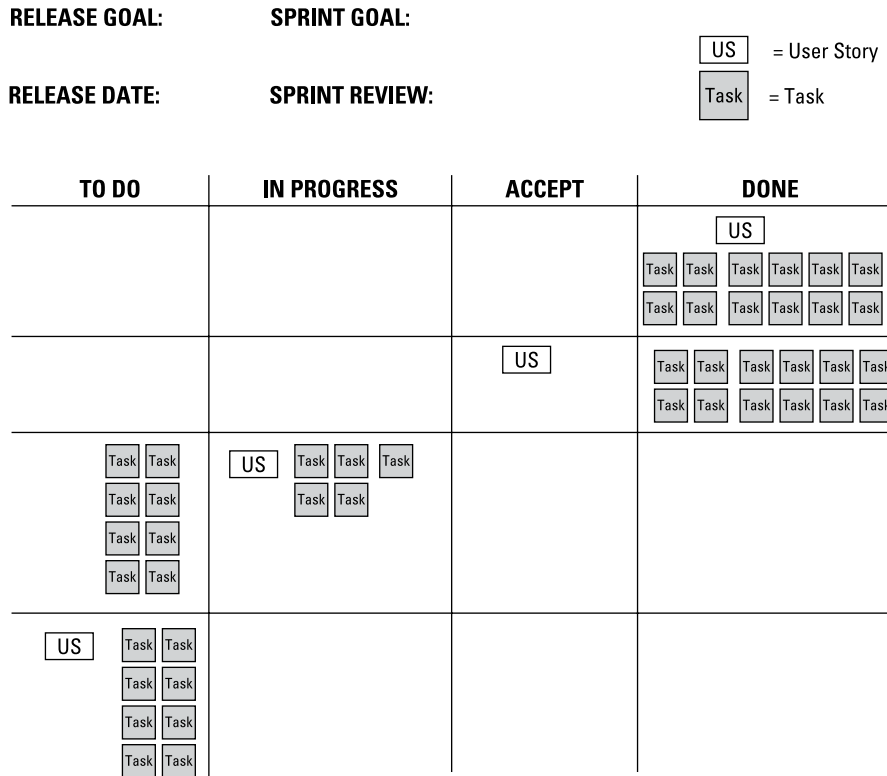 RELEASE GOAL: SPRINT GOAL:
US = User Story
RELEASE DATE: SPRINT REVIEW:
Task = Task
TO DO IN PROGRESS ACCEPT DONE
US
Task Task Task Task Task Task
Task Task Task Task Task Task
US
Task Task Task Task Task Task
Task Task Task Task Task Task
Task Task US Task Task Task
Task Task Task Task
Task Task
Task Task
US Task Task
Task Task
Task Task
Task Task